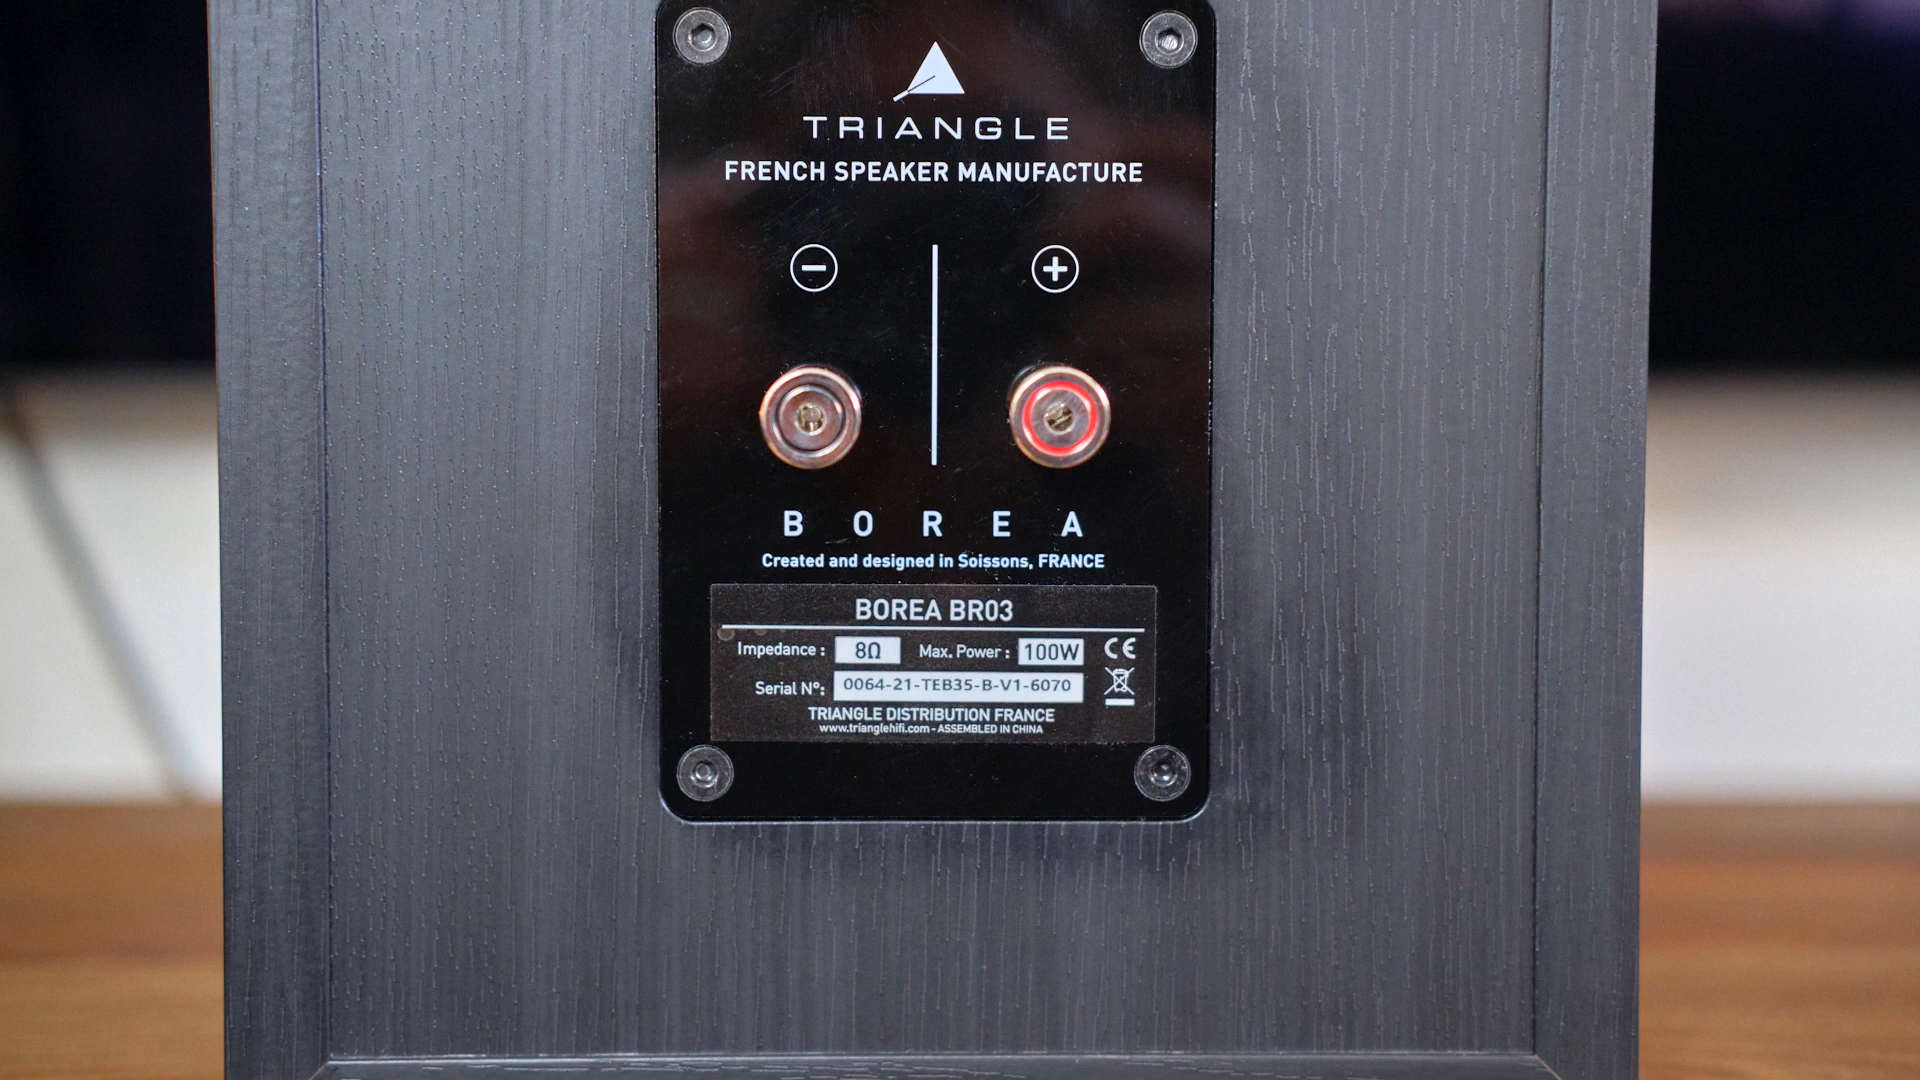 TRIANGLE
FRENCH SPEAKER MANUFACTURE
− +
BOREA
Created and designed in Soissons, FRANCE
BOREA BR03
Impedance : 8Ω Max. Power : 100W CE
Serial N°: 0064-21-TEB35-B-V1-6070
TRIANGLE DISTRIBUTION FRANCE
www.trianglehifi.com - ASSEMBLED IN CHINA